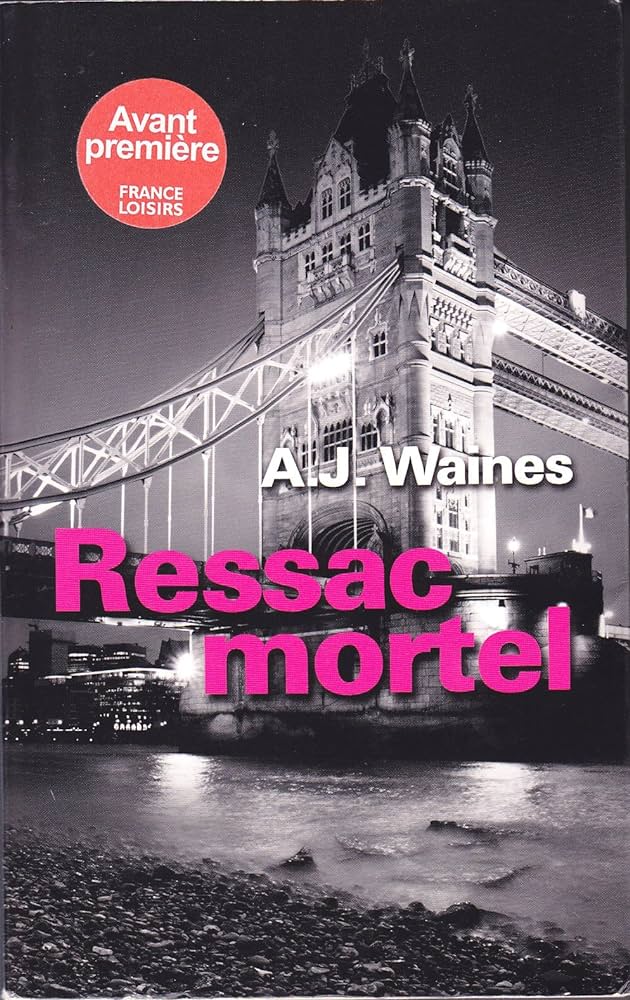 Avant
première
FRANCE
LOISIRS
A.J. Waines
Ressac
mortel